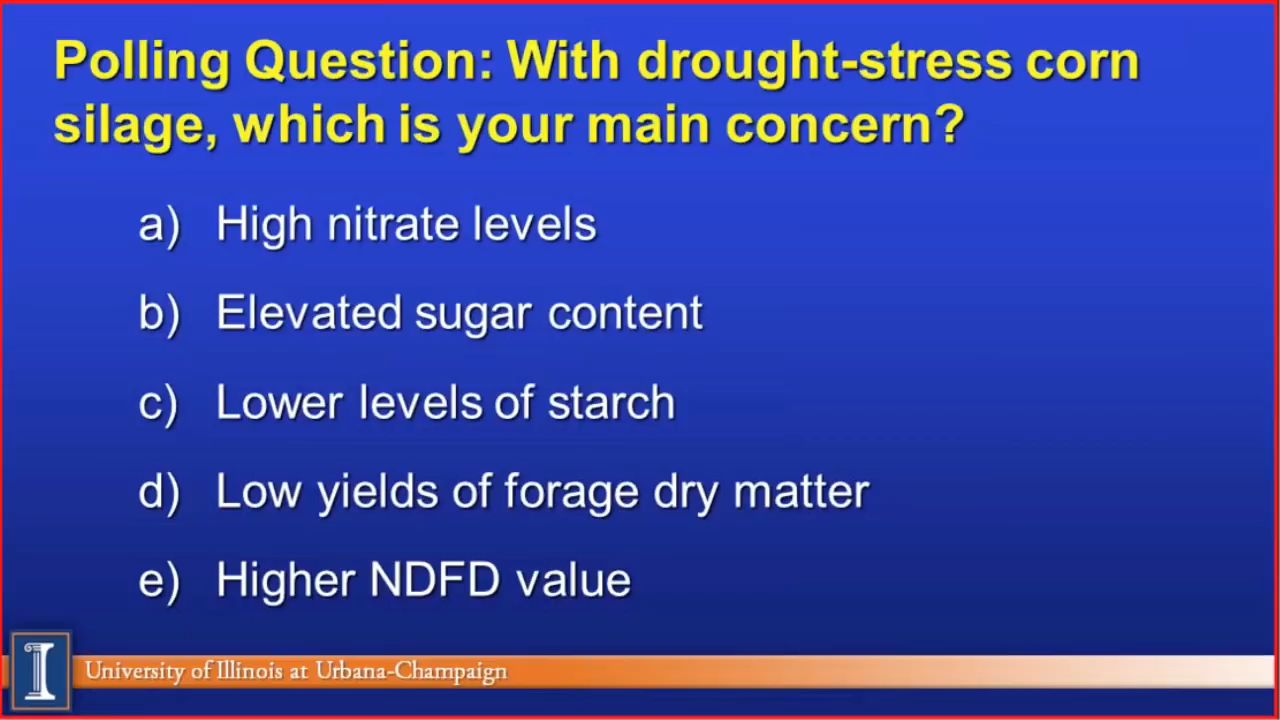 Polling Question: With drought-stress corn
silage, which is your main concern?
a) High nitrate levels
b) Elevated sugar content
c) Lower levels of starch
d) Low yields of forage dry matter
e) Higher NDFD value
I
University of Illinois at Urbana-Champaign